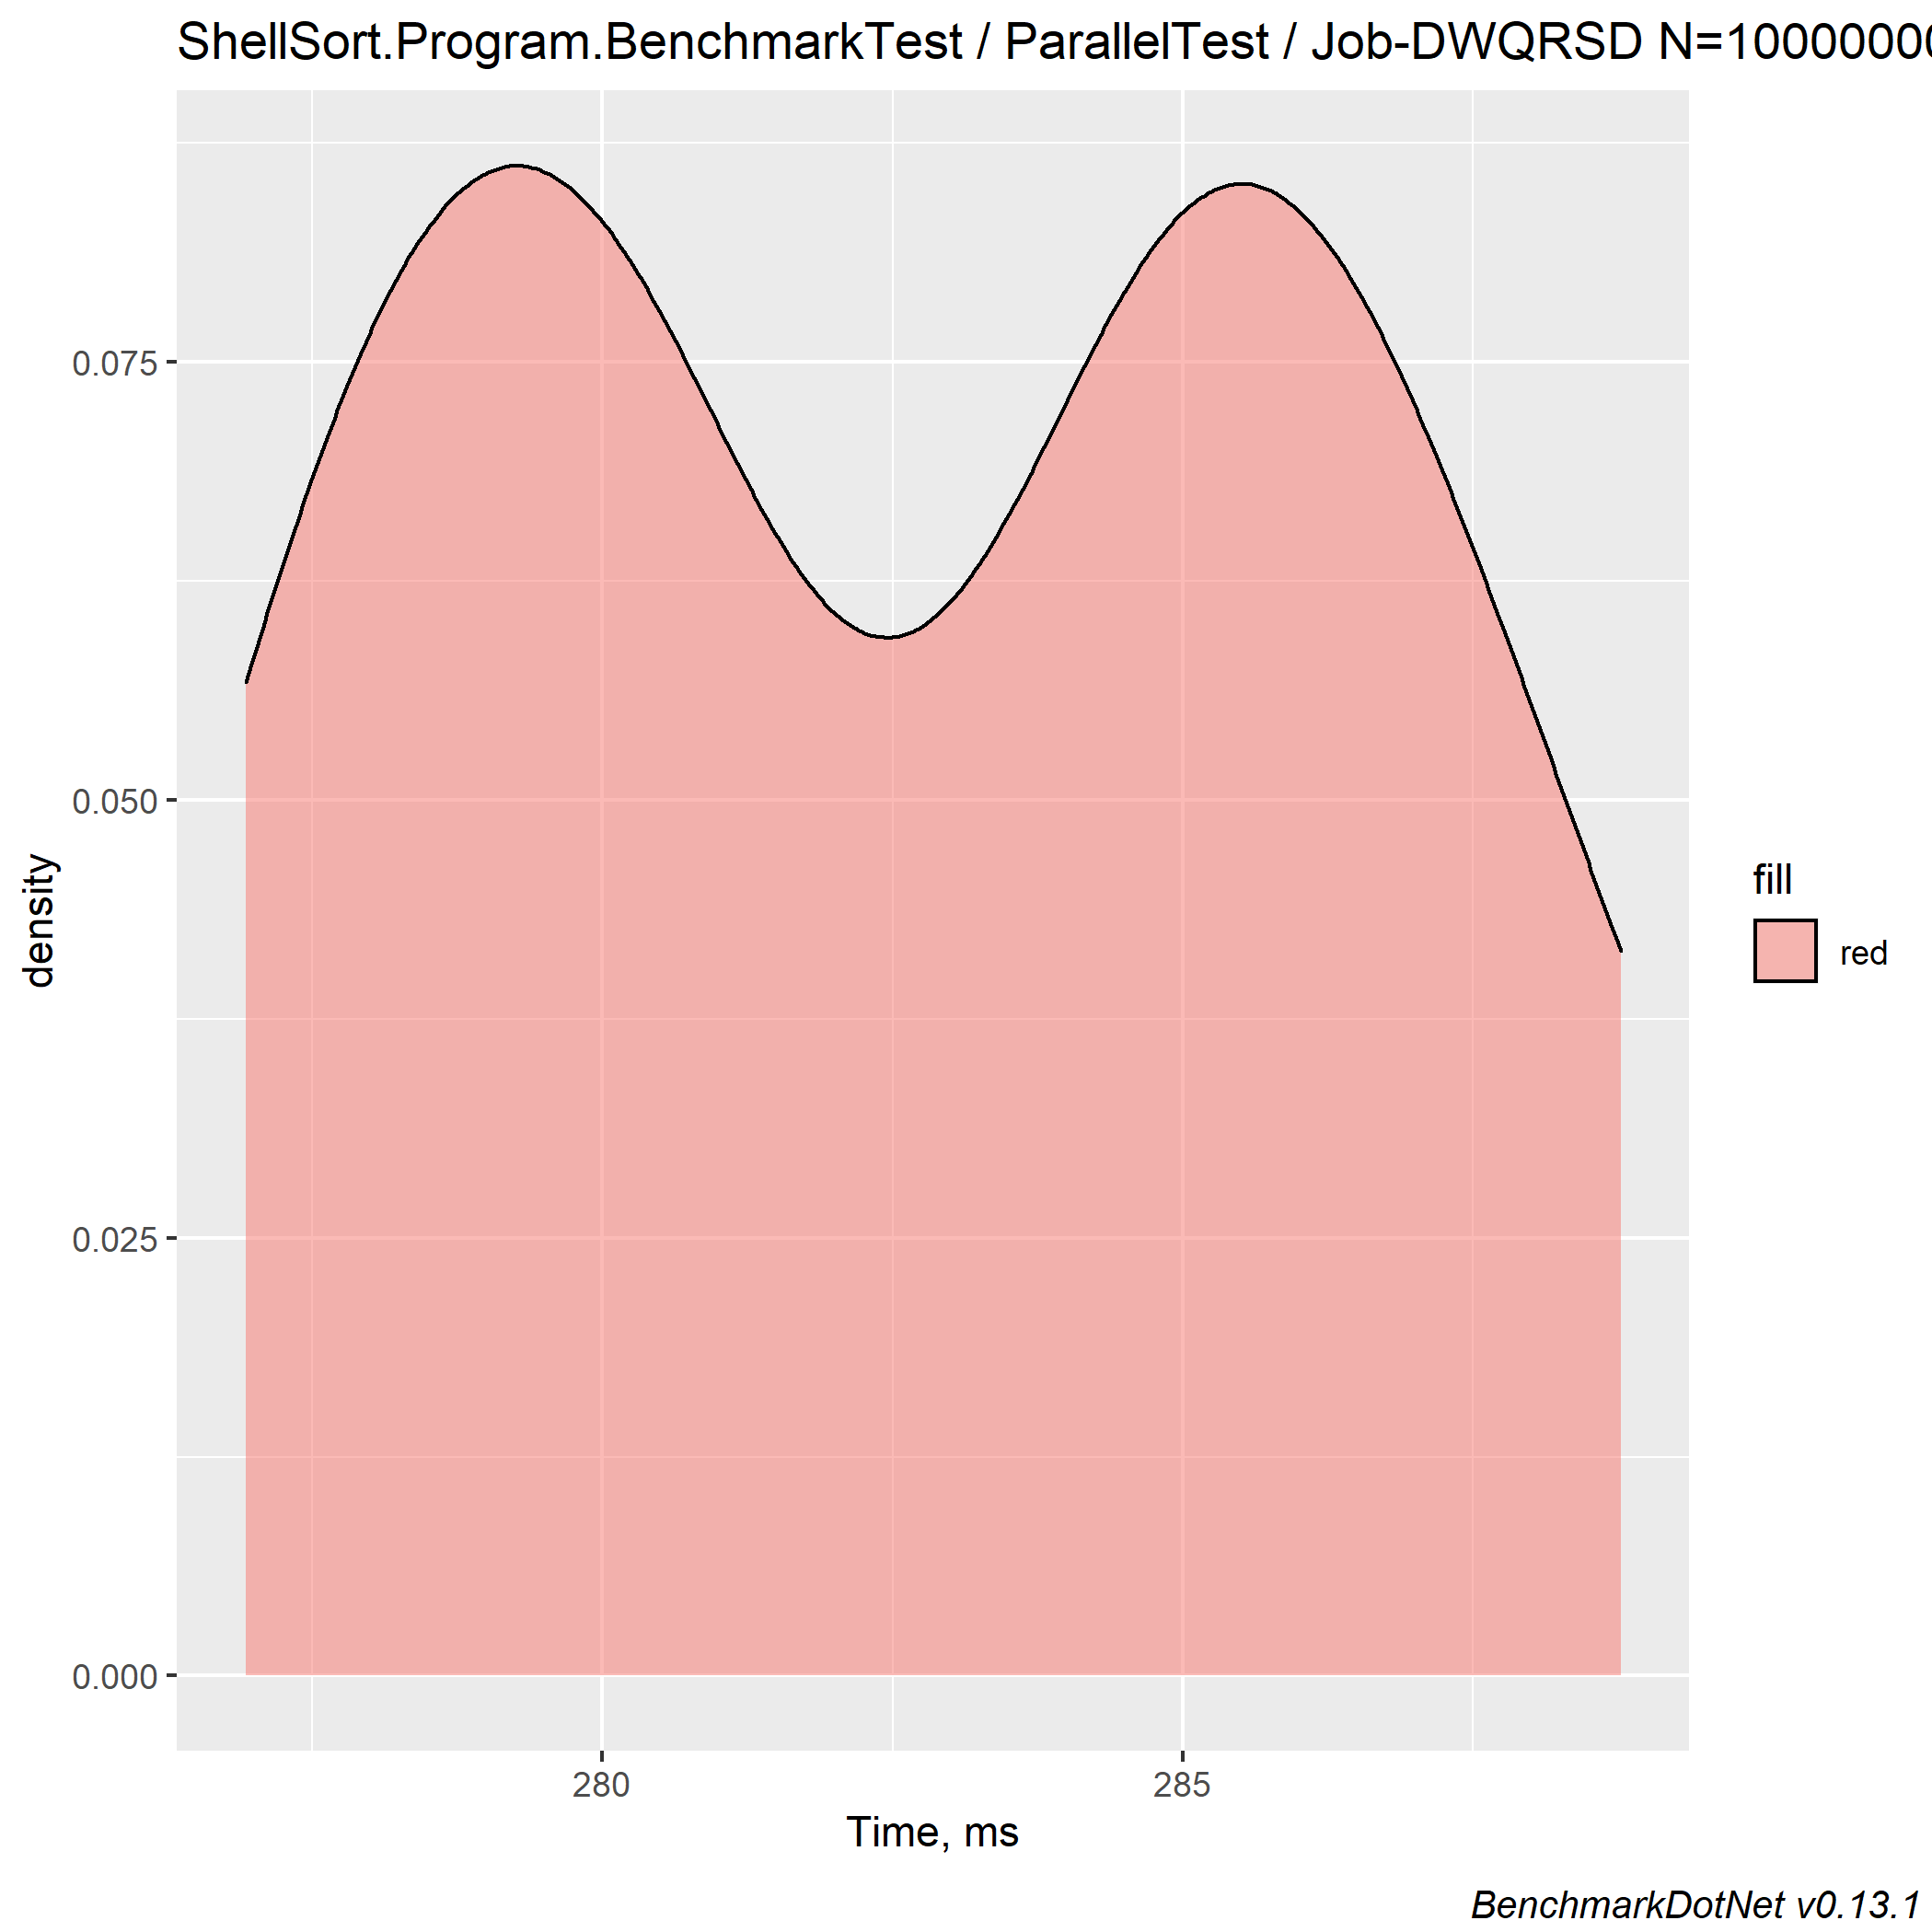 ShellSort.Program.BenchmarkTest / ParallelTest / Job-DWQRSD N=10000000
0.075
0.050
0.025
0.000
density
280
285
Time, ms
fill
red
BenchmarkDotNet v0.13.1